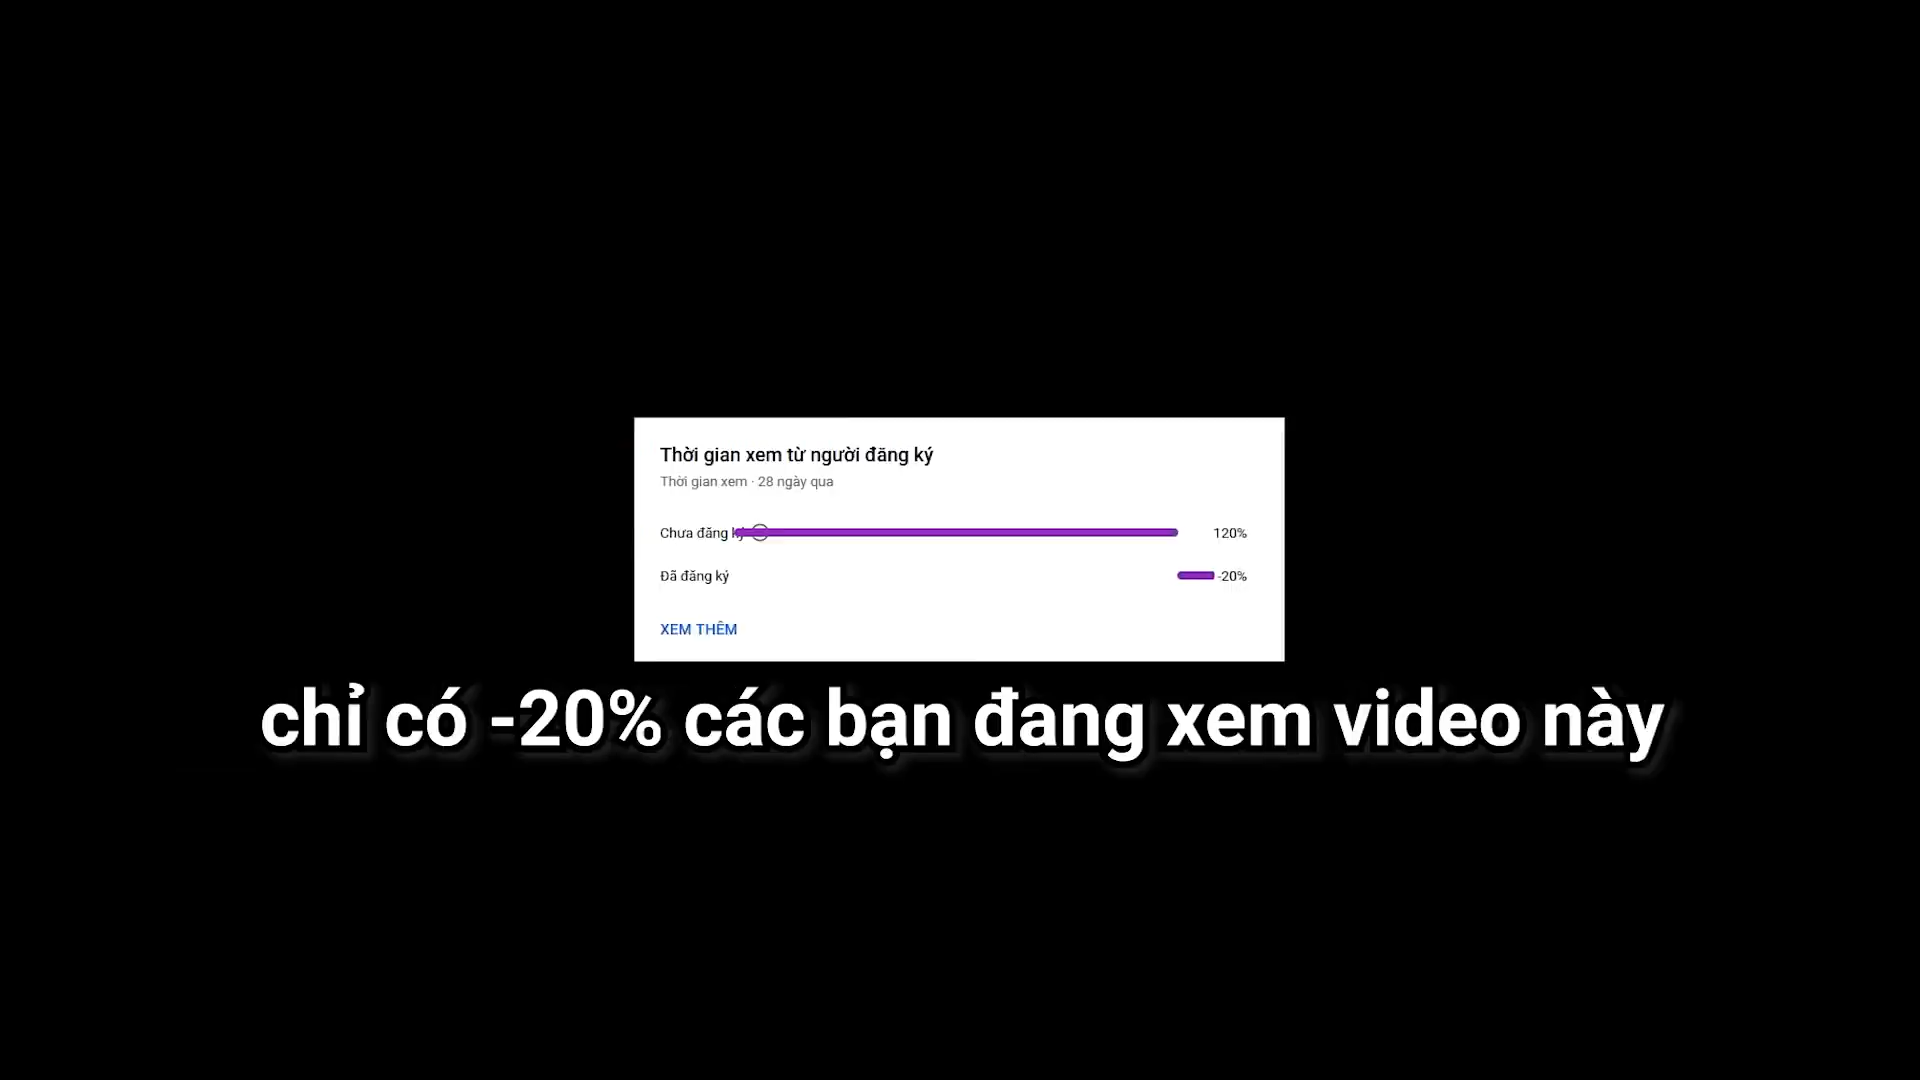 Thời gian xem từ người đăng ký
Thời gian xem · 28 ngày qua
Chưa đăng ký 120%
Đã đăng ký -20%
XEM THÊM
chỉ có -20% các bạn đang xem video này